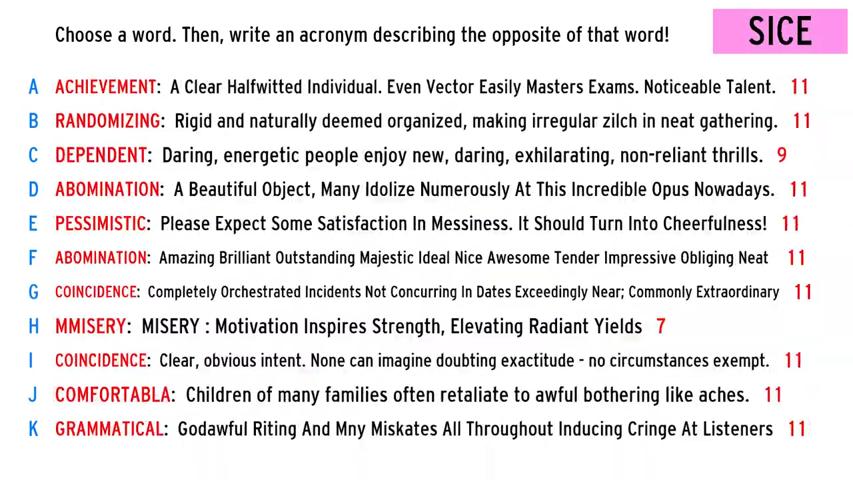 Choose a word. Then, write an acronym describing the opposite of that word!
SICE
A ACHIEVEMENT: A Clear Halfwitted Individual. Even Vector Easily Masters Exams. Noticeable Talent. 11
B RANDOMIZING: Rigid and naturally deemed organized, making irregular zilch in neat gathering. 11
C DEPENDENT: Daring, energetic people enjoy new, daring, exhilarating, non-reliant thrills. 9
D ABOMINATION: A Beautiful Object, Many Idolize Numerously At This Incredible Opus Nowadays. 11
E PESSIMISTIC: Please Expect Some Satisfaction In Messiness. It Should Turn Into Cheerfulness! 11
F ABOMINATION: Amazing Brilliant Outstanding Majestic Ideal Nice Awesome Tender Impressive Obliging Neat 11
G COINCIDENCE: Completely Orchestrated Incidents Not Concurring In Dates Exceedingly Near; Commonly Extraordinary 11
H MMISERY: MISERY : Motivation Inspires Strength, Elevating Radiant Yields 7
I COINCIDENCE: Clear, obvious intent. None can imagine doubting exactitude - no circumstances exempt. 11
J COMFORTABLA: Children of many families often retaliate to awful bothering like aches. 11
K GRAMMATICAL: Godawful Riting And Mny Miskates All Throughout Inducing Cringe At Listeners 11